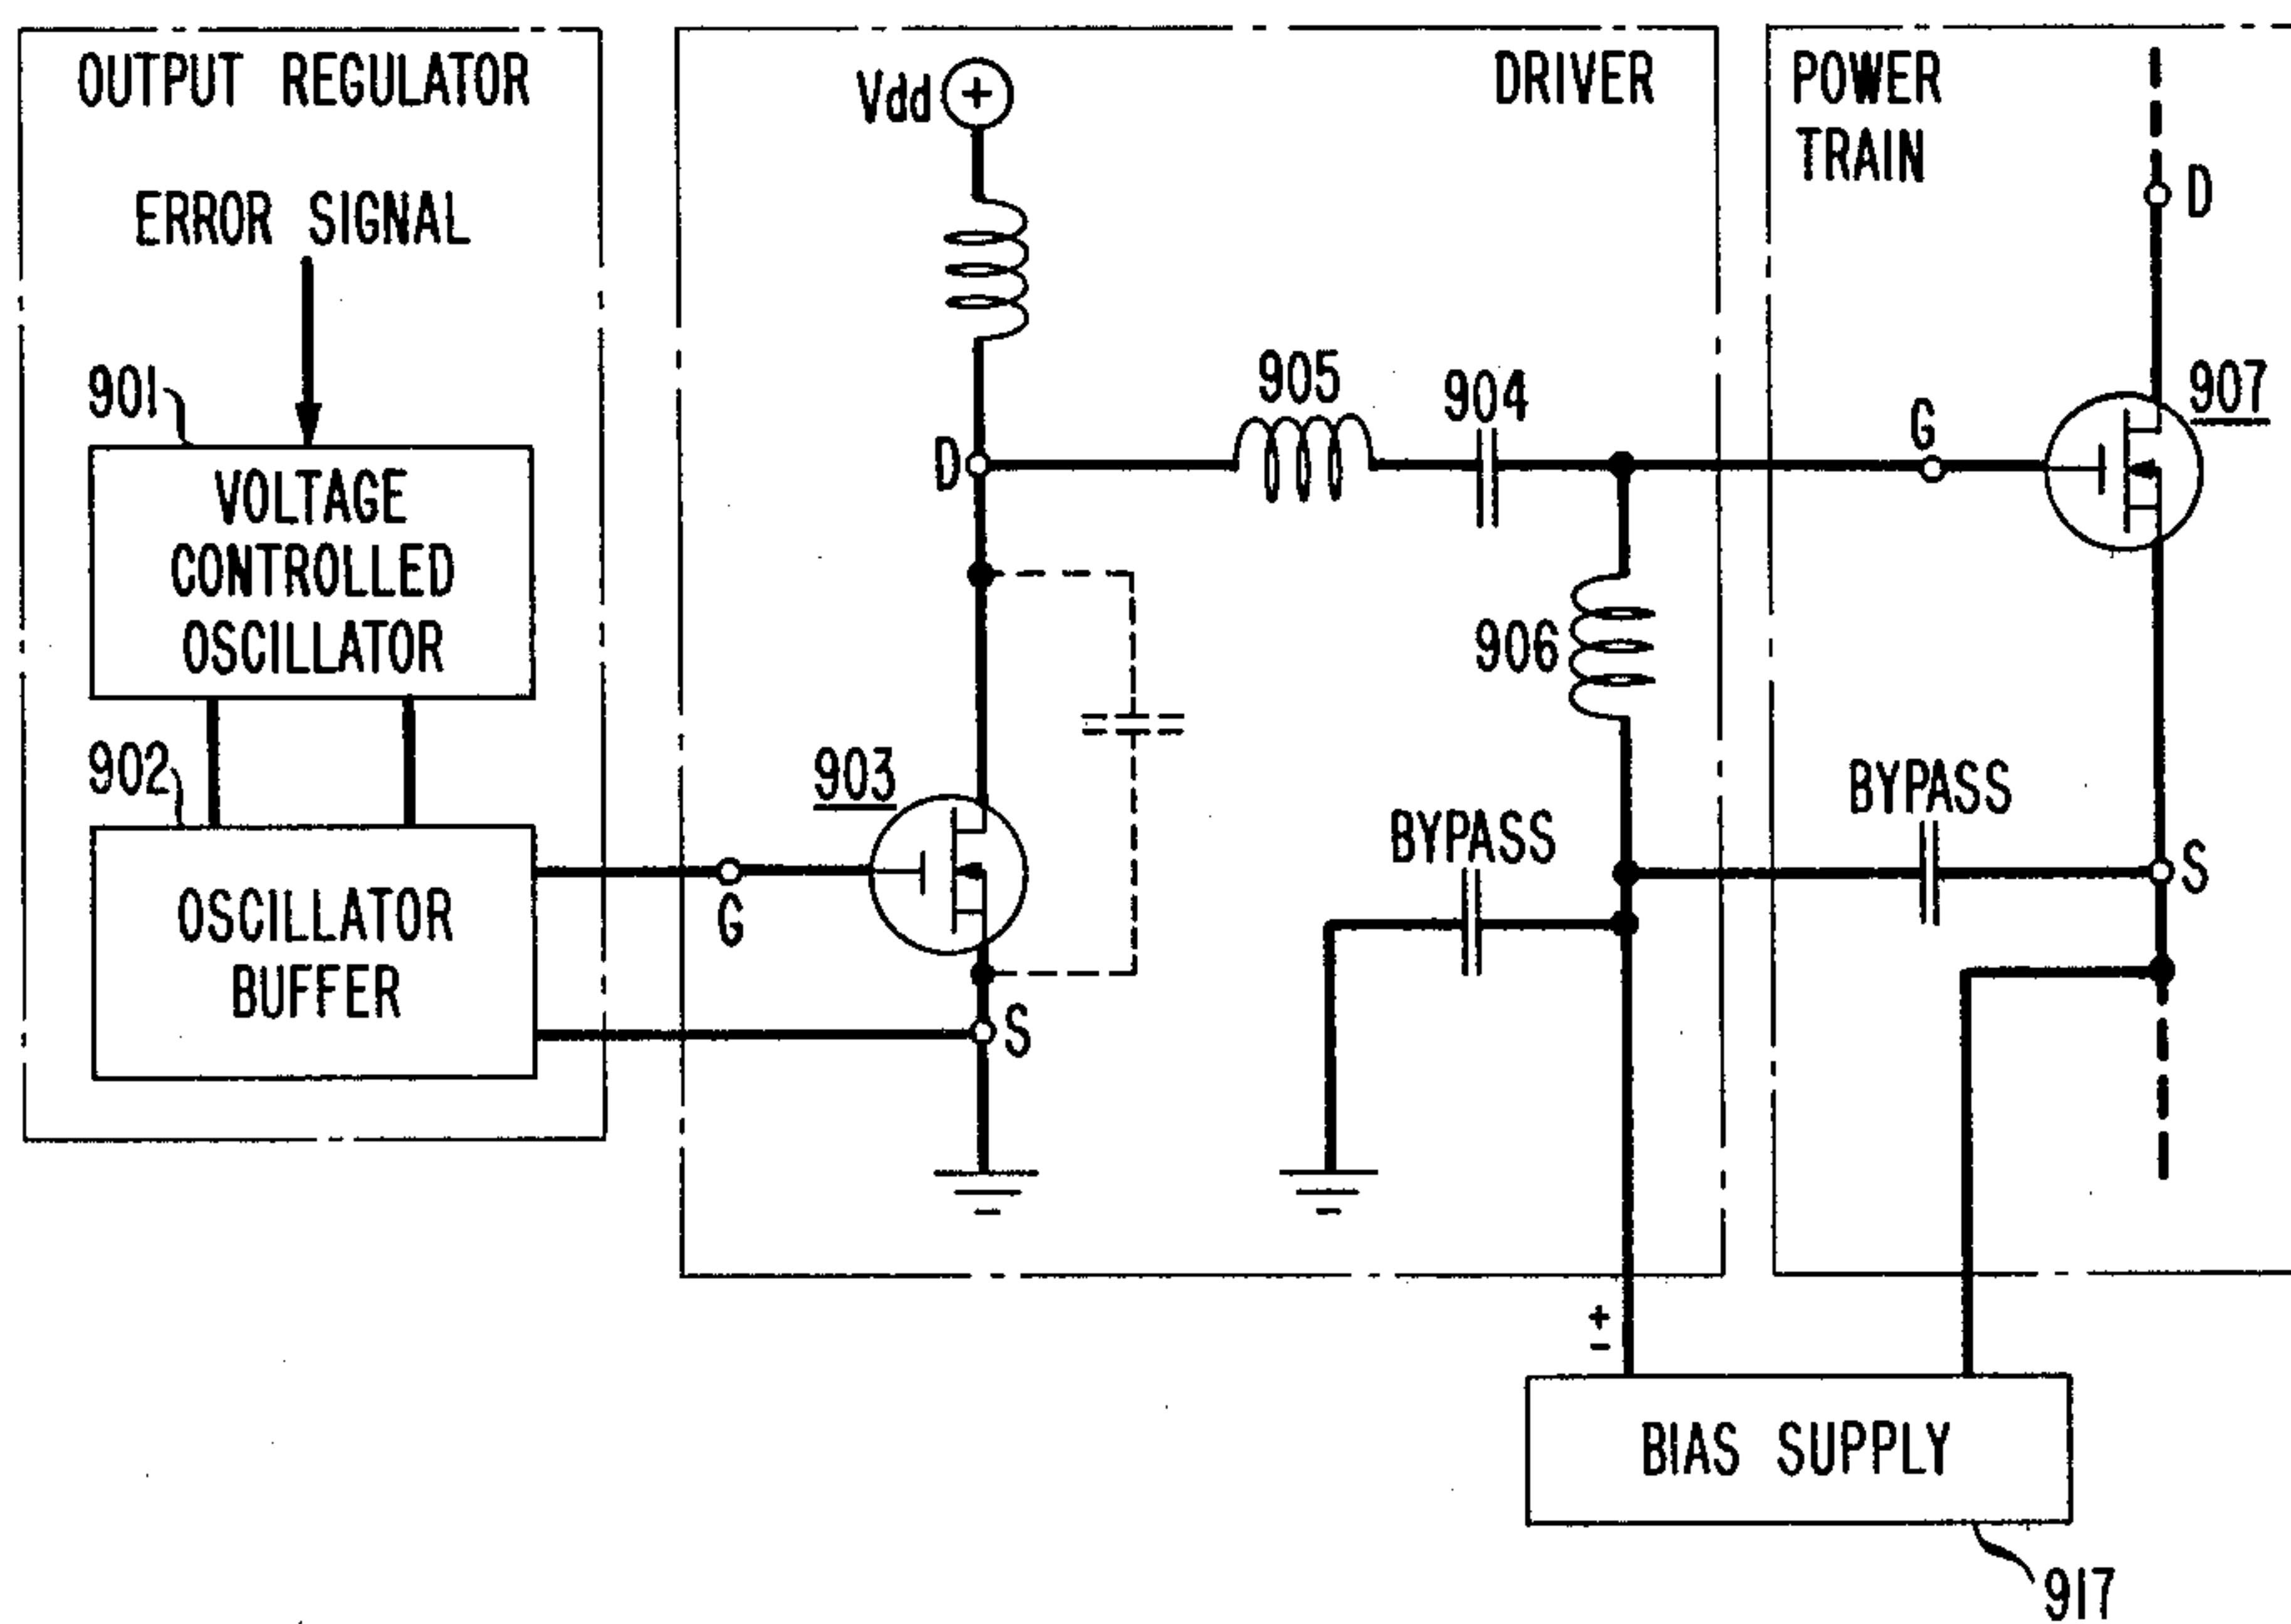 OUTPUT REGULATOR
ERROR SIGNAL
901
VOLTAGE
CONTROLLED
OSCILLATOR
902
OSCILLATOR
BUFFER
DRIVER
Vdd
+
D
905
904
906
903
G
S
BYPASS
POWER
TRAIN
D
907
G
BYPASS
S
+
-
BIAS SUPPLY
917